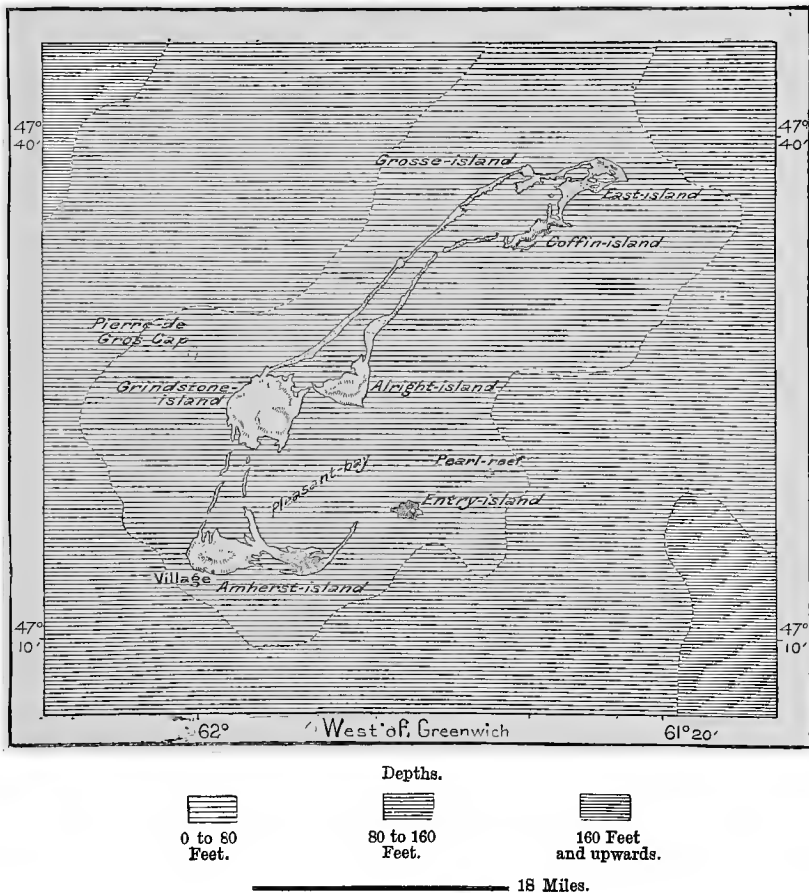 47°
40′
47°
40′
Grosse-island
East-island
Coffin-island
Pierre-de
Gros Cap
Grindstone-
island
Alright-island
Pleasant-bay
Pearl-reef
Entry-island
Village
Amherst-island
47°
10′
47°
10′
62°
West of Greenwich
61°20′
Depths.
0 to 80
Feet.
80 to 160
Feet.
160 Feet
and upwards.
18 Miles.